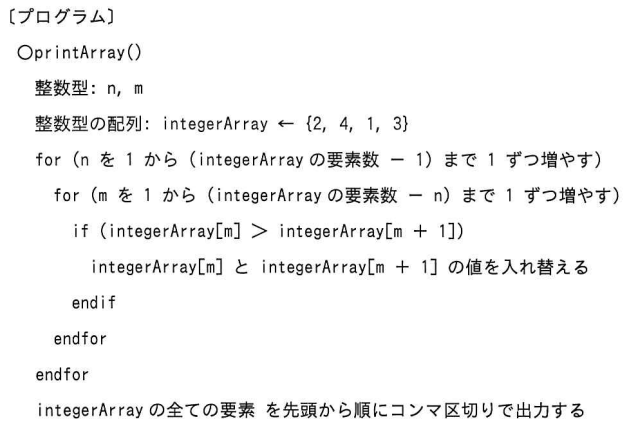 〔プログラム〕
○printArray()
整数型: n, m
整数型の配列: integerArray ← {2, 4, 1, 3}
for (n を 1 から (integerArray の要素数 － 1) まで 1 ずつ増やす)
for (m を 1 から (integerArray の要素数 － n) まで 1 ずつ増やす)
if (integerArray[m] ＞ integerArray[m ＋ 1])
integerArray[m] と integerArray[m ＋ 1] の値を入れ替える
endif
endfor
endfor
integerArray の全ての要素 を先頭から順にコンマ区切りで出力する